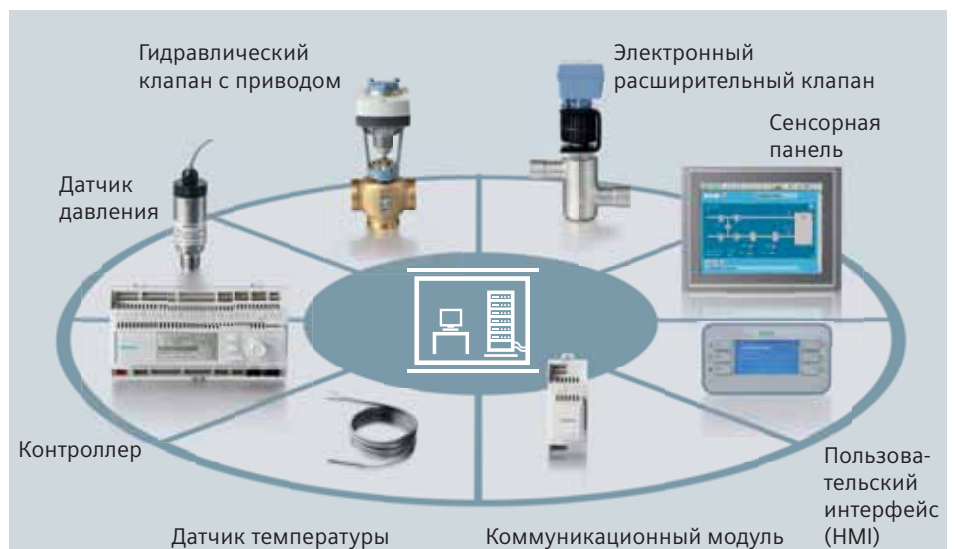 Гидравлический
клапан с приводом
Электронный
расширительный клапан
Сенсорная
панель
Датчик
давления
Контроллер
Пользова-
тельский
интерфейс
(HMI)
Датчик температуры
Коммуникационный модуль